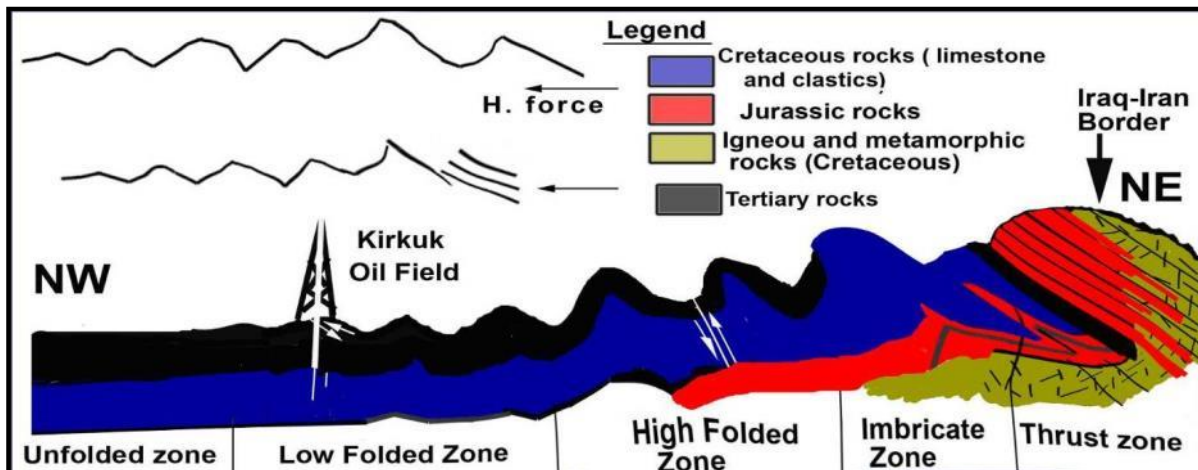 Legend
Cretaceous rocks ( limestone
and clastics)
H. force
Jurassic rocks
Igneou and metamorphic
rocks (Cretaceous)
Tertiary rocks
Iraq-Iran
Border
NE
Kirkuk
Oil Field
NW
Unfolded zone
Low Folded Zone
High Folded
Zone
Imbricate
Zone
Thrust zone